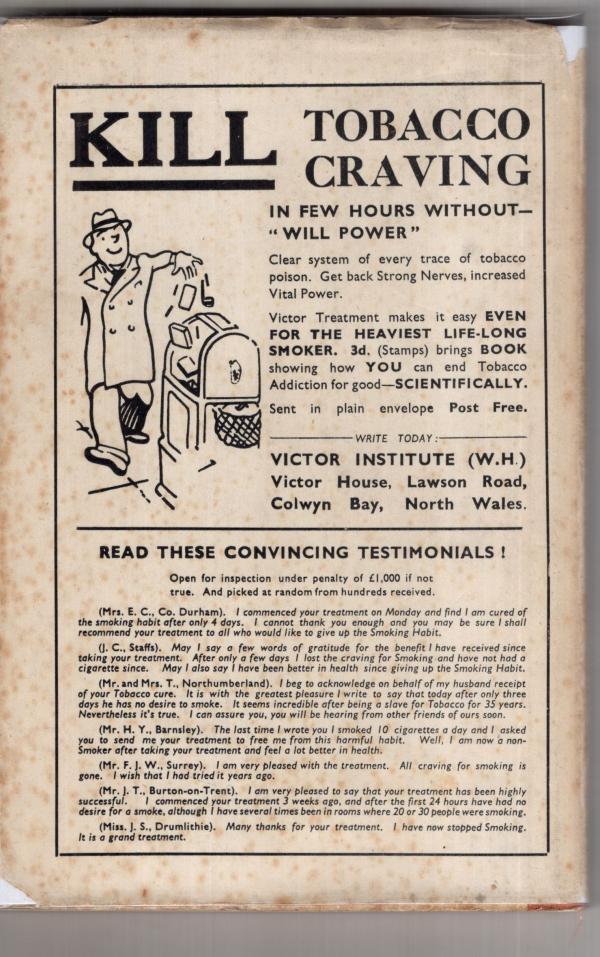 KILL TOBACCO
CRAVING
IN FEW HOURS WITHOUT—
“ WILL POWER ”
Clear system of every trace of tobacco
poison. Get back Strong Nerves, increased
Vital Power.
Victor Treatment makes it easy EVEN
FOR THE HEAVIEST LIFE-LONG
SMOKER. 3d. (Stamps) brings BOOK
showing how YOU can end Tobacco
Addiction for good—SCIENTIFICALLY.
Sent in plain envelope Post Free.
WRITE TODAY:
VICTOR INSTITUTE (W.H.)
Victor House, Lawson Road,
Colwyn Bay, North Wales.
READ THESE CONVINCING TESTIMONIALS !
Open for inspection under penalty of £1,000 if not
true. And picked at random from hundreds received.
(Mrs. E. C., Co. Durham). I commenced your treatment on Monday and find I am cured of
the smoking habit after only 4 days. I cannot thank you enough and you may be sure I shall
recommend your treatment to all who would like to give up the Smoking Habit.
(J. C., Staffs). May I say a few words of gratitude for the benefit I have received since
taking your treatment. After only a few days I lost the craving for Smoking and have not had a
cigarette since. May I also say I have been better in health since giving up the Smoking Habit.
(Mr. and Mrs. T., Northumberland). I beg to acknowledge on behalf of my husband receipt
of your Tobacco cure. It is with the greatest pleasure I write to say that today after only three
days he has no desire to smoke. It seems incredible after being a slave for Tobacco for 35 years.
Nevertheless it's true. I can assure you, you will be hearing from other friends of ours soon.
(Mr. H. Y., Barnsley). The last time I wrote you I smoked 10 cigarettes a day and I asked
you to send me your treatment to free me from this harmful habit. Well, I am now a non-
Smoker after taking your treatment and feel a lot better in health.
(Mr. F. J. W., Surrey). I am very pleased with the treatment. All craving for smoking is
gone. I wish that I had tried it years ago.
(Mr. J. T., Burton-on-Trent). I am very pleased to say that your treatment has been highly
successful. I commenced your treatment 3 weeks ago, and after the first 24 hours have had no
desire for a smoke, although I have several times been in rooms where 20 or 30 people were smoking.
(Miss. J. S., Drumlithie). Many thanks for your treatment. I have now stopped Smoking.
It is a grand treatment.